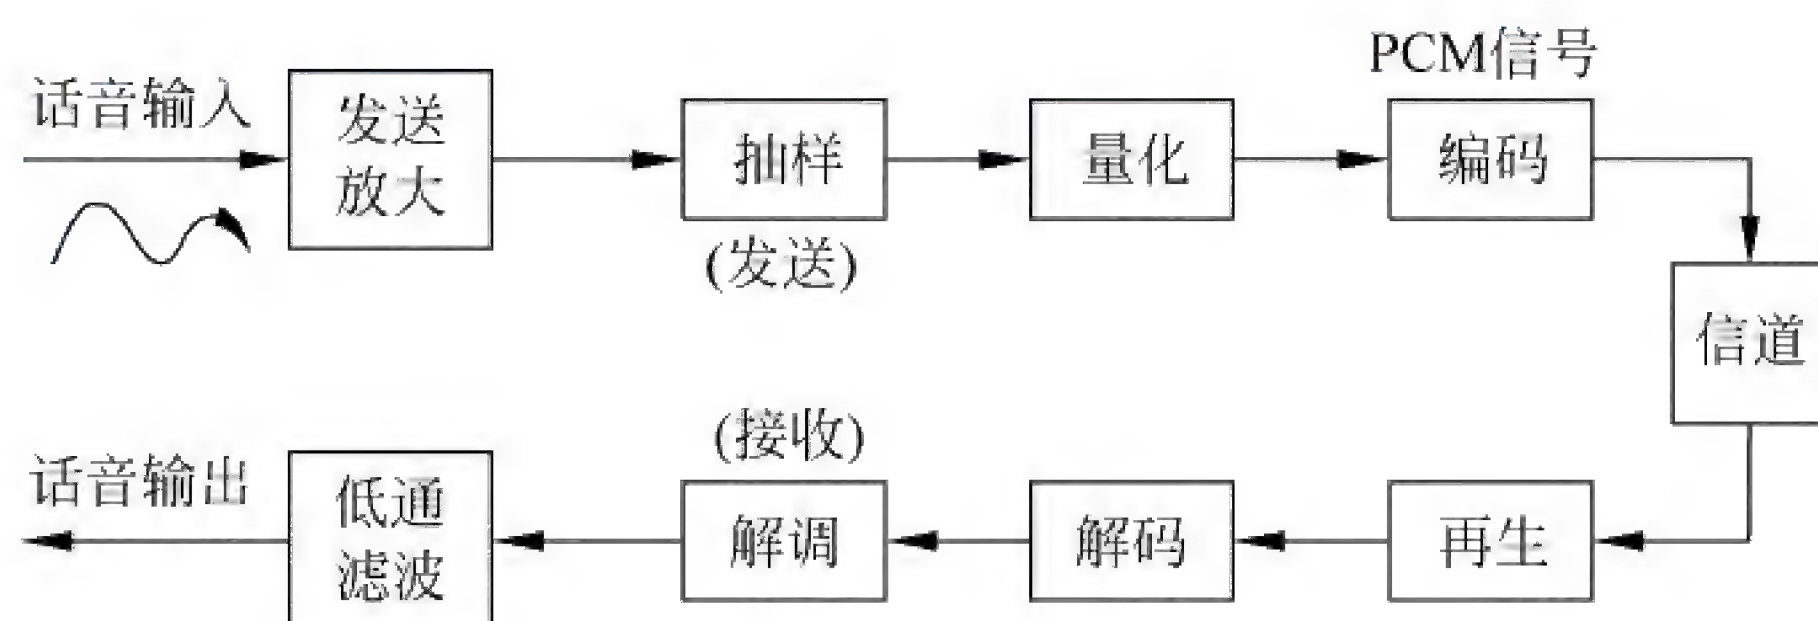 PCM信号
话音输入
发送
放大
抽样
量化
编码
(发送)
信道
(接收)
话音输出
低通
滤波
解调
解码
再生